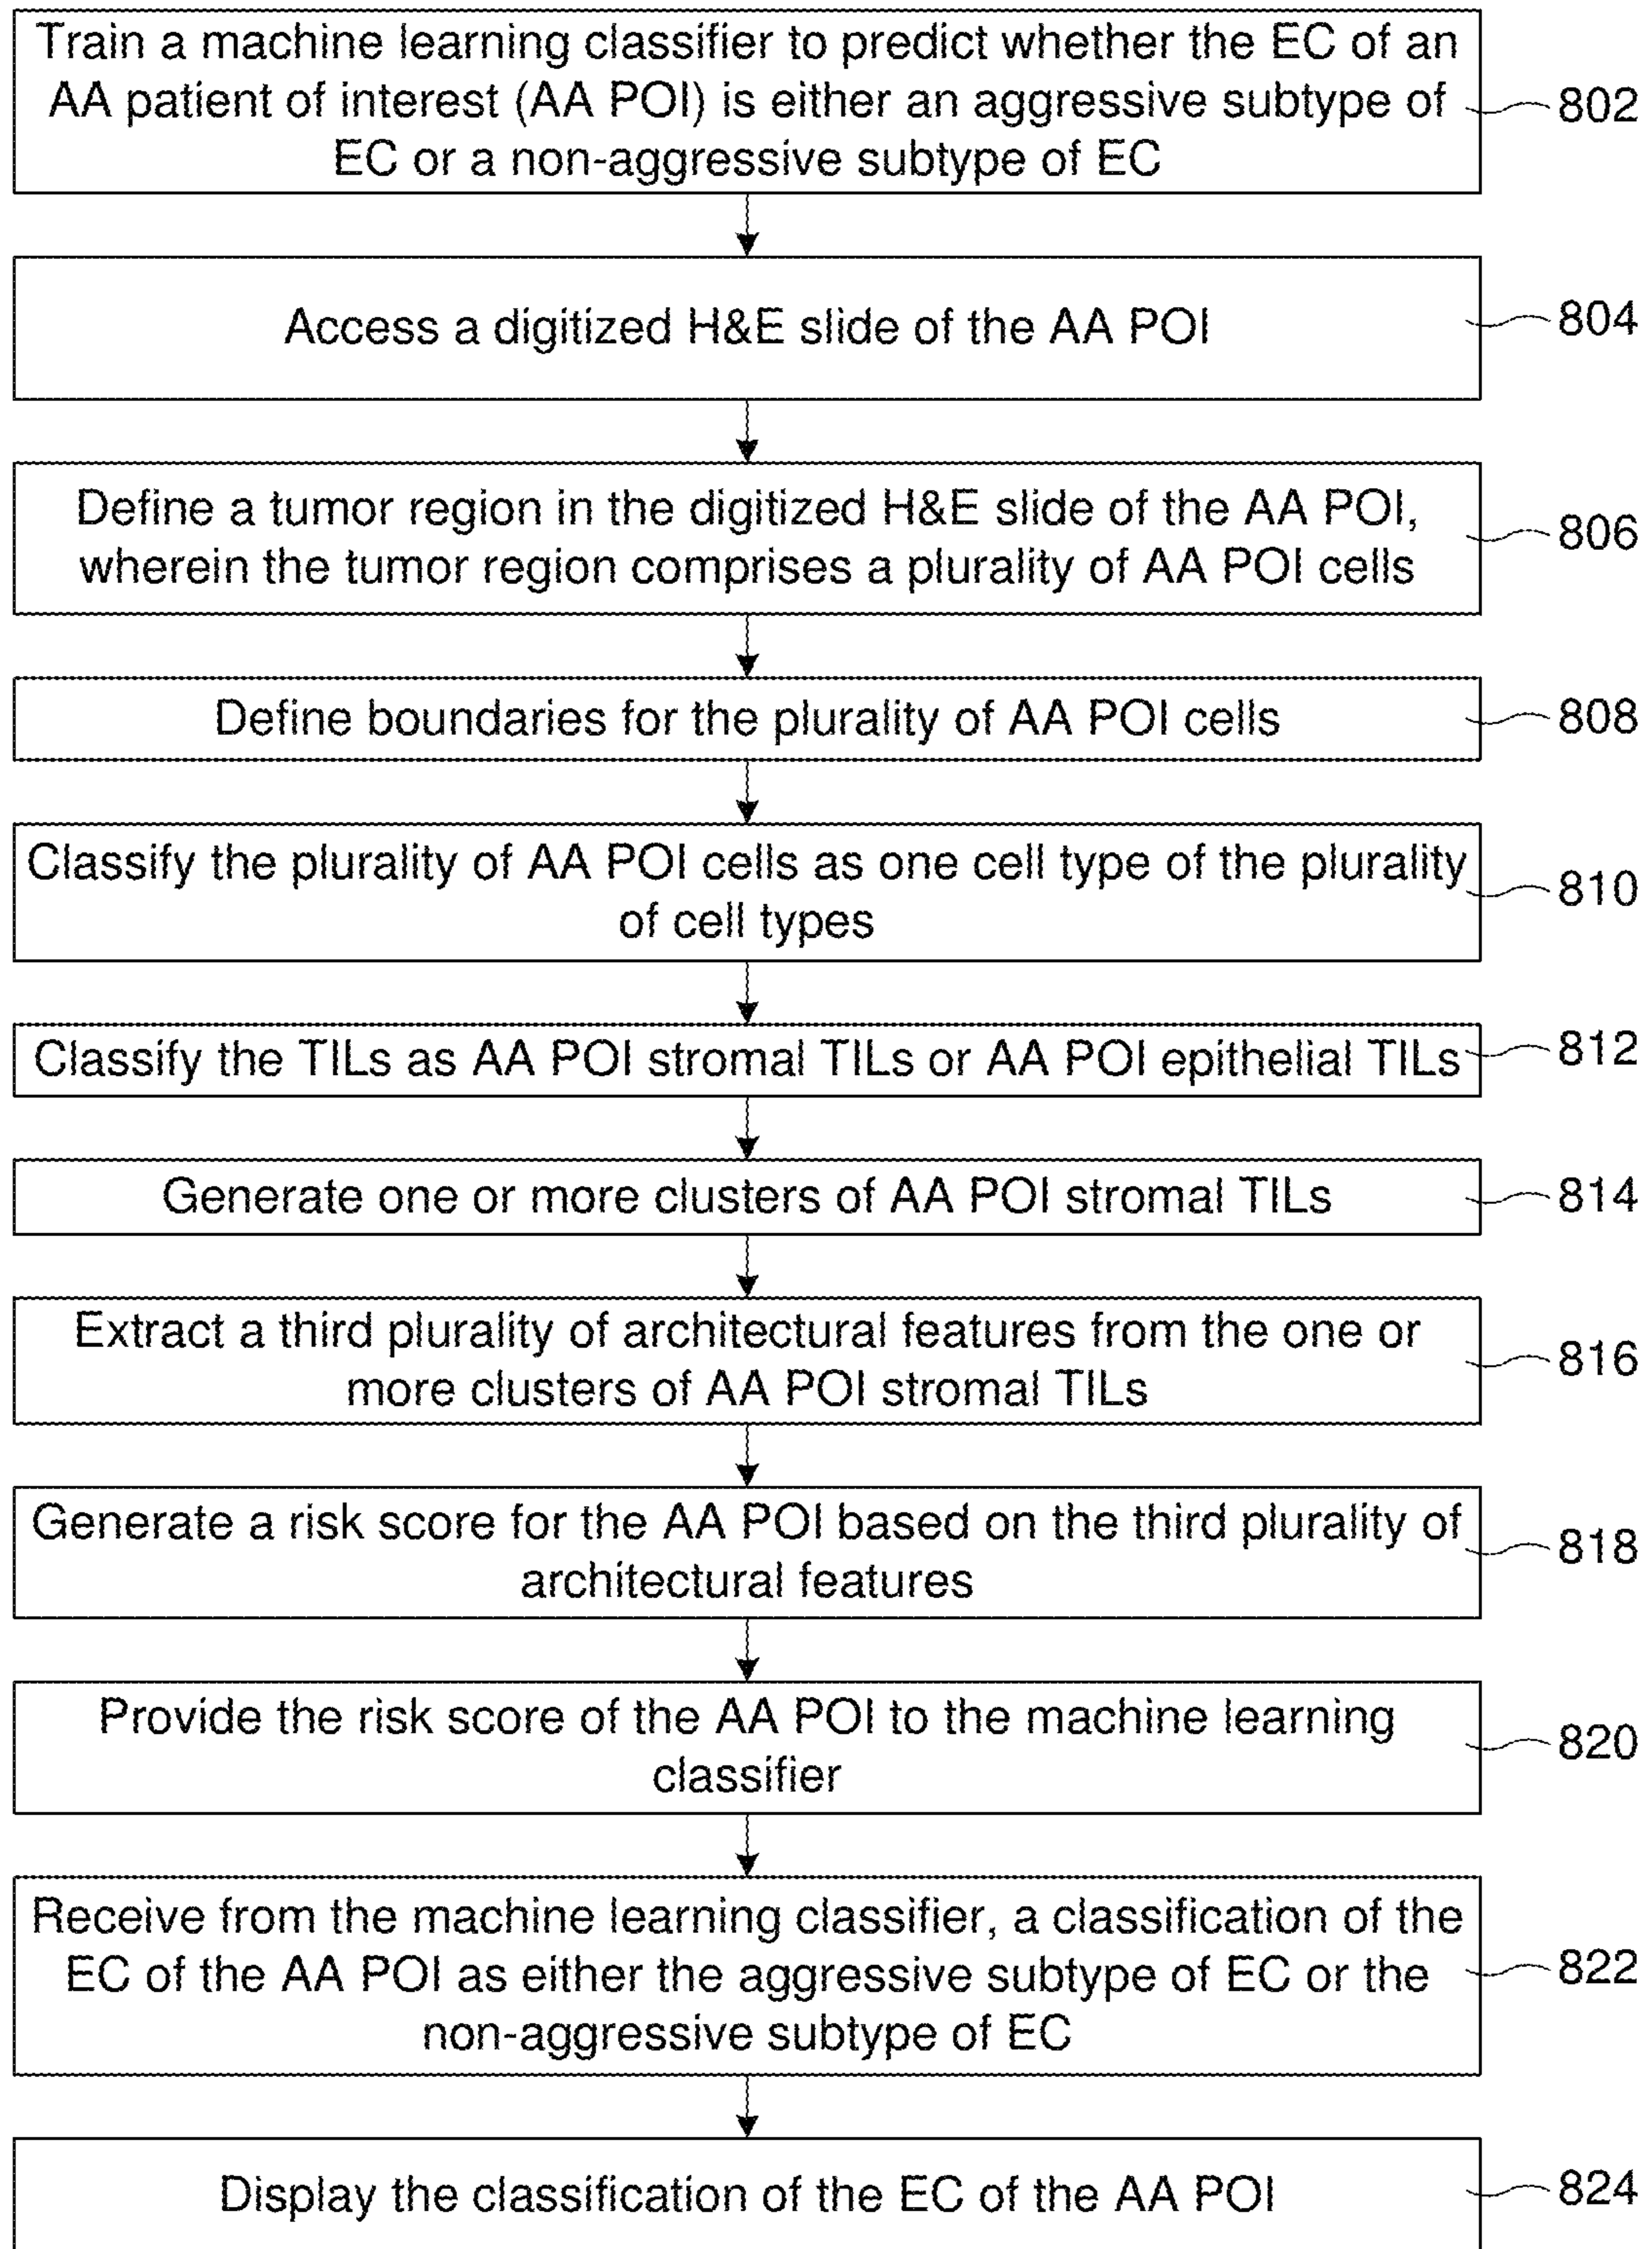 Train a machine learning classifier to predict whether the EC of an
AA patient of interest (AA POI) is either an aggressive subtype of
EC or a non-aggressive subtype of EC
802
Access a digitized H&E slide of the AA POI
804
Define a tumor region in the digitized H&E slide of the AA POI,
wherein the tumor region comprises a plurality of AA POI cells
806
Define boundaries for the plurality of AA POI cells
808
Classify the plurality of AA POI cells as one cell type of the plurality
of cell types
810
Classify the TILs as AA POI stromal TILs or AA POI epithelial TILs
812
Generate one or more clusters of AA POI stromal TILs
814
Extract a third plurality of architectural features from the one or
more clusters of AA POI stromal TILs
816
Generate a risk score for the AA POI based on the third plurality of
architectural features
818
Provide the risk score of the AA POI to the machine learning
classifier
820
Receive from the machine learning classifier, a classification of the
EC of the AA POI as either the aggressive subtype of EC or the
non-aggressive subtype of EC
822
Display the classification of the EC of the AA POI
824